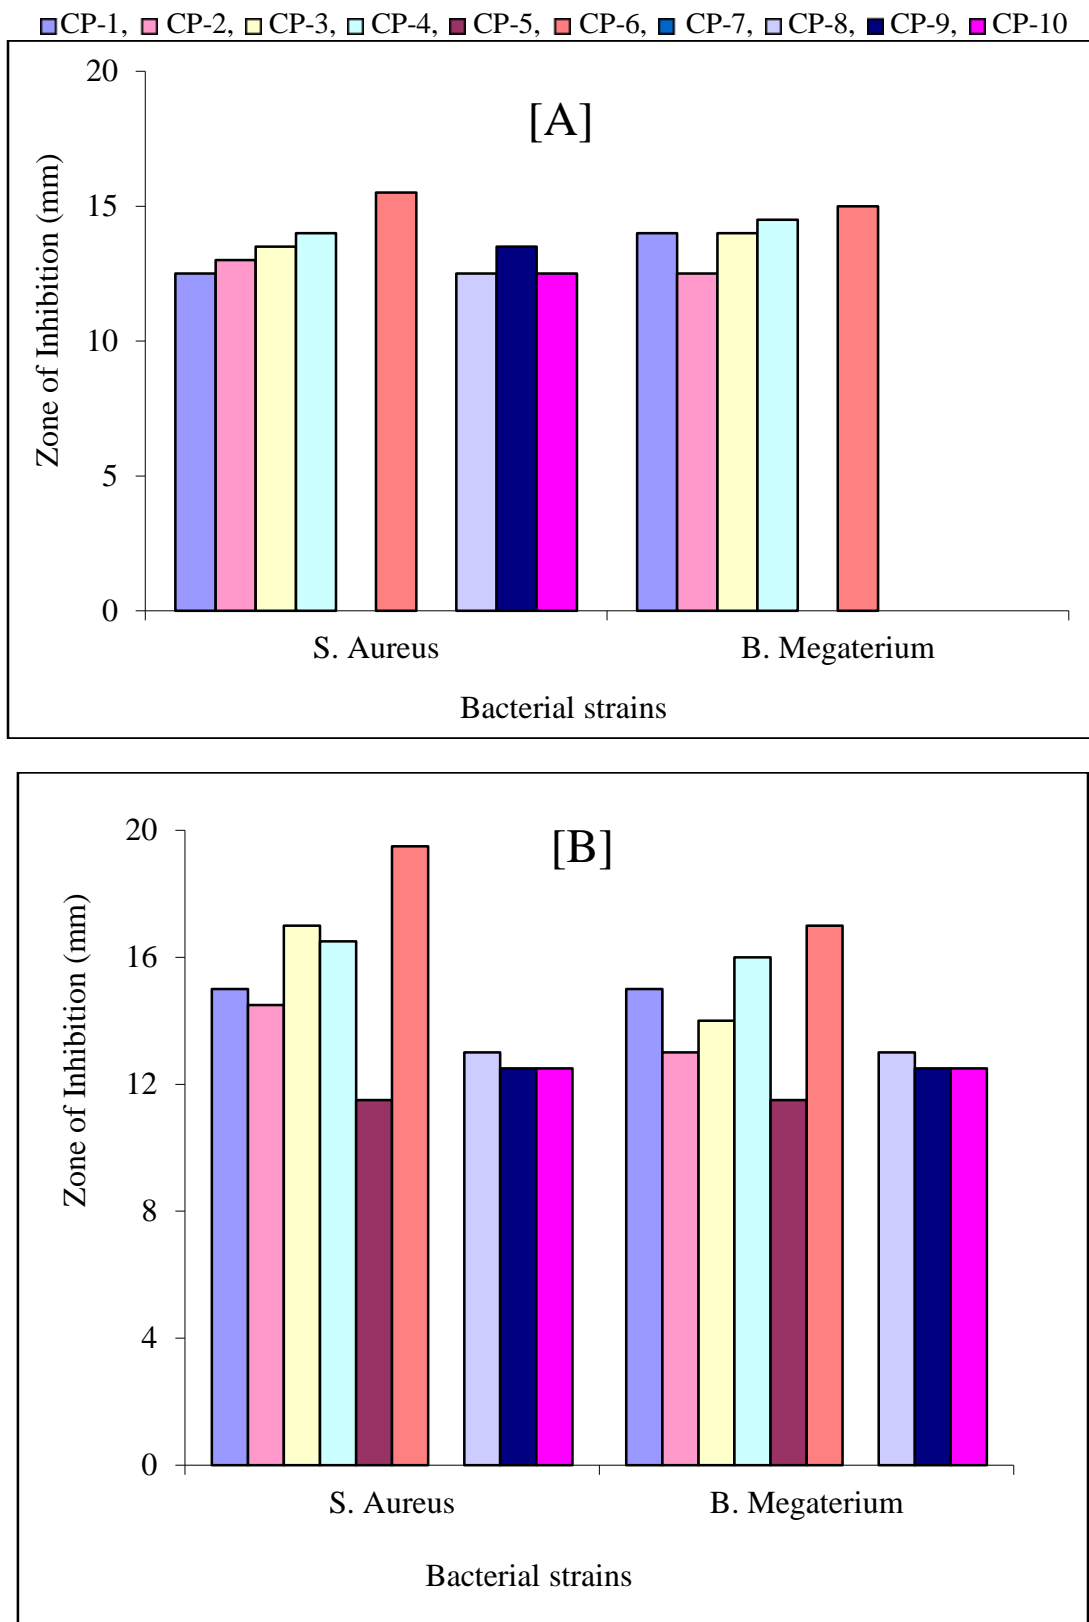 CP-1, CP-2, CP-3, CP-4, CP-5, CP-6, CP-7, CP-8, CP-9, CP-10
[A]
Zone of Inhibition (mm)
20
15
10
5
0
S. Aureus B. Megaterium
Bacterial strains
[B]
Zone of Inhibition (mm)
20
16
12
8
4
0
S. Aureus B. Megaterium
Bacterial strains